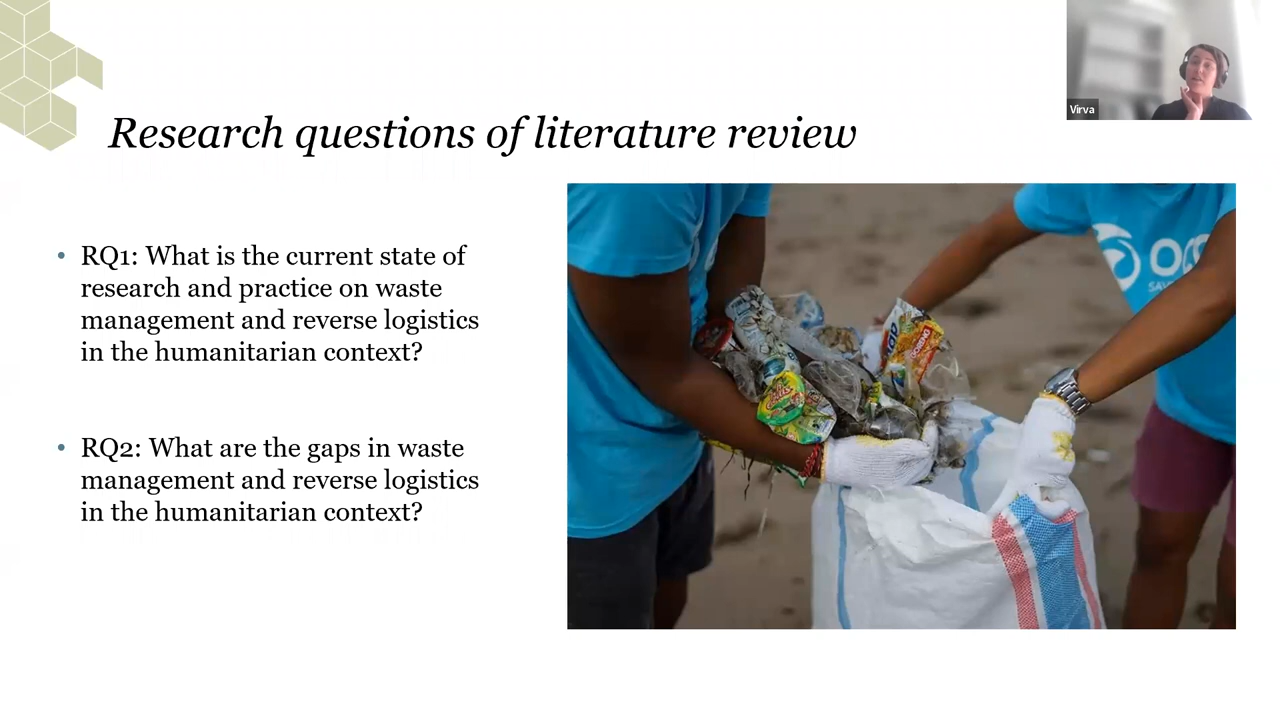 Virva
Research questions of literature review
• RQ1: What is the current state of
research and practice on waste
management and reverse logistics
in the humanitarian context?
• RQ2: What are the gaps in waste
management and reverse logistics
in the humanitarian context?